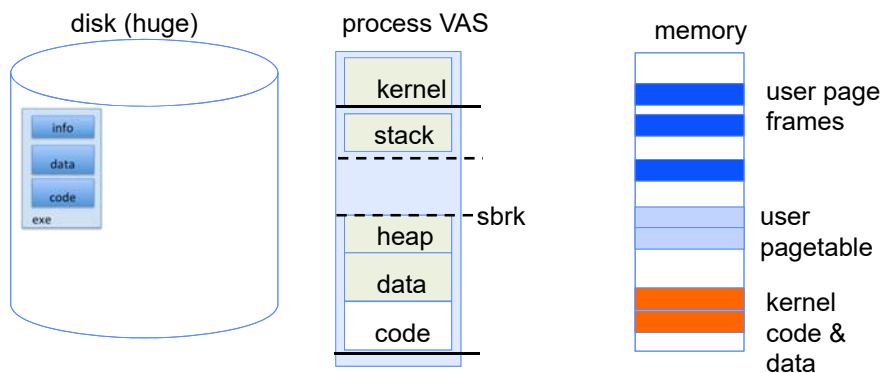 disk (huge)
info
data
code
exe
process VAS
kernel
stack
sbrk
heap
data
code
memory
user page
frames
user
pagetable
kernel
code &
data